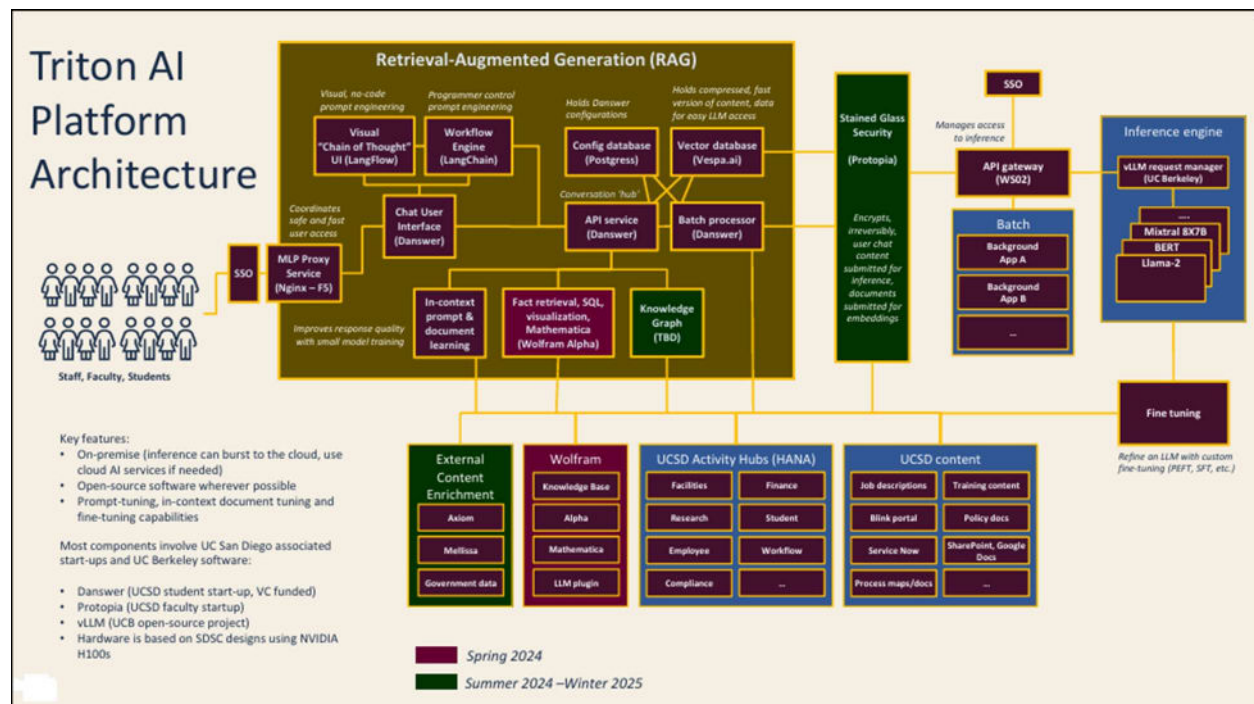 Triton AI
Platform
Architecture
Retrieval-Augmented Generation (RAG)
Visual, no-code
prompt engineering
Programmer control
prompt engineering
Holds Danswer
configurations
Holds compressed, fast
version of content, data
for easy LLM access
Visual
"Chain of Thought"
UI (LangFlow)
Workflow
Engine
(LangChain)
Config database
(Postgress)
Vector database
(Vespa.ai)
Conversation 'hub'
Coordinates
safe and fast
user access
Chat User
Interface
(Danswer)
API service
(Danswer)
Batch processor
(Danswer)
SSO
MLP Proxy
Service
(Nginx – F5)
Improves response quality
with small model training
In-context
prompt &
document
learning
Fact retrieval, SQL,
visualization,
Mathematica
(Wolfram Alpha)
Knowledge
Graph
(TBD)
Staff, Faculty, Students
Stained Glass
Security
(Protopia)
Encrypts,
irreversibly,
user chat
content
submitted for
inference,
documents
submitted for
embeddings
SSO
Manages access
to inference
API gateway
(WS02)
Batch
Background
App A
Background
App B
...
Inference engine
vLLM request manager
(UC Berkeley)
....
Mixtral 8X7B
BERT
Llama-2
Fine tuning
Refine an LLM with custom
fine-tuning (PEFT, SFT, etc.)
Key features:
• On-premise (inference can burst to the cloud, use
cloud AI services if needed)
• Open-source software wherever possible
• Prompt-tuning, in-context document tuning and
fine-tuning capabilities
Most components involve UC San Diego associated
start-ups and UC Berkeley software:
• Danswer (UCSD student start-up, VC funded)
• Protopia (UCSD faculty startup)
• vLLM (UCB open-source project)
• Hardware is based on SDSC designs using NVIDIA
H100s
External
Content
Enrichment
Axiom
Mellissa
Government data
Wolfram
Knowledge Base
Alpha
Mathematica
LLM plugin
UCSD Activity Hubs (HANA)
Facilities
Finance
Research
Student
Employee
Workflow
Compliance
...
UCSD content
Job descriptions
Training content
Blink portal
Policy docs
Service Now
SharePoint, Google
Docs
Process maps/docs
...
Spring 2024
Summer 2024 –Winter 2025